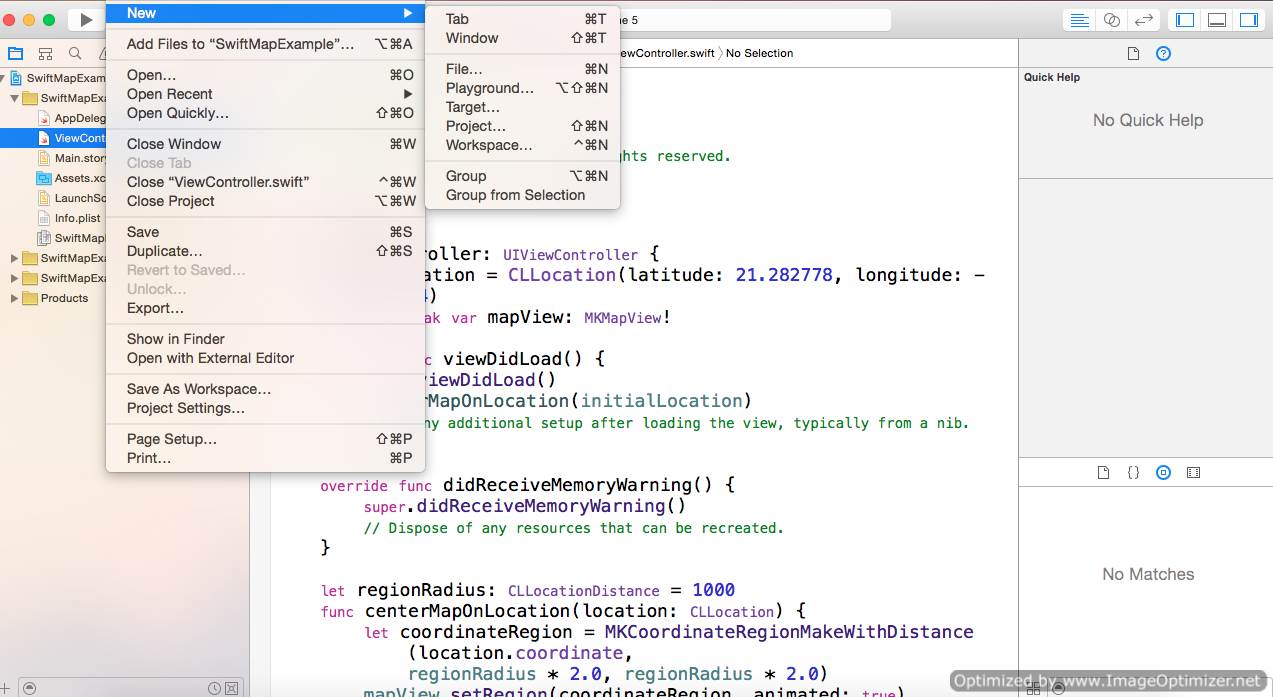 New
Tab ⌘T
ne 5
Window ⇧⌘T
Add Files to “SwiftMapExample”… ⌥⌘A
ewController.swift 〉No Selection
Open… ⌘O
Open Recent
Open Quickly… ⇧⌘O
File… ⌘N
Playground… ⌥⇧⌘N
Target…
Project… ⇧⌘N
Workspace… ^⌘N
Group ⌥⌘N
Group from Selection
Close Window ⌘W
Close Tab
Close “ViewController.swift” ^⌘W
Close Project ⌥⌘W
Save ⌘S
Duplicate… ⇧⌘S
Revert to Saved…
Unlock…
Export…
Show in Finder
Open with External Editor
Save As Workspace…
Project Settings…
Page Setup… ⇧⌘P
Print… ⌘P
SwiftMapExam
SwiftMapExa
AppDeleg
ViewCont
Main.story
Assets.xc
LaunchSc
Info.plist
SwiftMap
SwiftMapExa
SwiftMapExa
Products
hts reserved.
roller: UIViewController {
ation = CLLocation(latitude: 21.282778, longitude: -
4)
ak var mapView: MKMapView!
c viewDidLoad() {
viewDidLoad()
rMapOnLocation(initialLocation)
ny additional setup after loading the view, typically from a nib.
override func didReceiveMemoryWarning() {
super.didReceiveMemoryWarning()
// Dispose of any resources that can be recreated.
}
let regionRadius: CLLocationDistance = 1000
func centerMapOnLocation(location: CLLocation) {
let coordinateRegion = MKCoordinateRegionMakeWithDistance
(location.coordinate,
regionRadius * 2.0, regionRadius * 2.0)
mapView.setRegion(coordinateRegion, animated: true)
Quick Help
No Quick Help
{}
No Matches
Optimized by www.ImageOptimizer.net